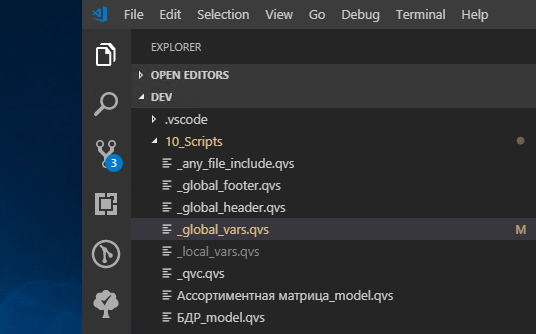 File Edit Selection View Go Debug Terminal Help
EXPLORER
OPEN EDITORS
DEV
.vscode
10_Scripts
_any_file_include.qvs
_global_footer.qvs
_global_header.qvs
_global_vars.qvs M
_local_vars.qvs
3
_qvc.qvs
Ассортиментная матрица_model.qvs
БДР_model.qvs